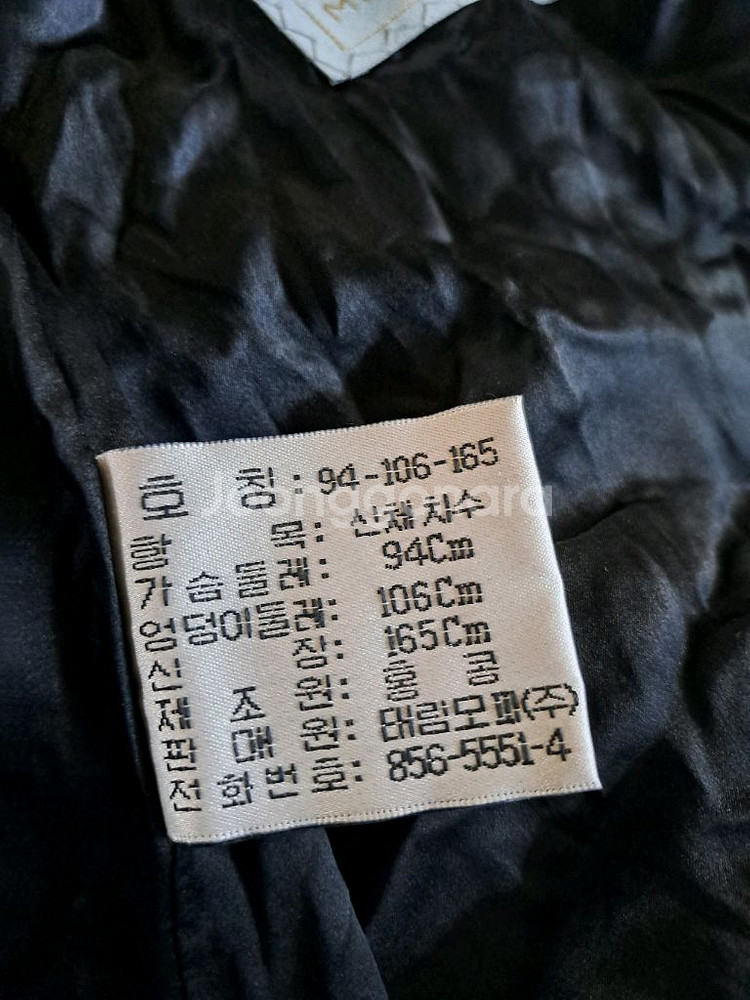 호 칭 : 94-106-165
항 목 : 신체치수
가 슴 둘 레 : 94Cm
엉덩이둘레 : 106Cm
신 장 : 165Cm
제 조 원 : 홍 콩
판 매 원 : 태림모피(주)
전 화 번 호 : 856-5551-4
Joonggonara